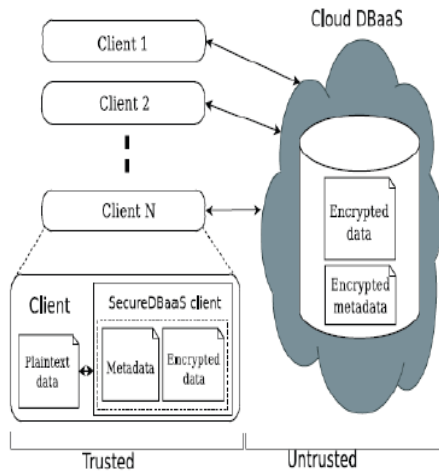 Cloud DBaaS
Client 1
Client 2
Client N
Encrypted
data
Encrypted
metadata
Client
SecureDBaaS client
Plaintext
data
Metadata
Encrypted
data
Trusted
Untrusted